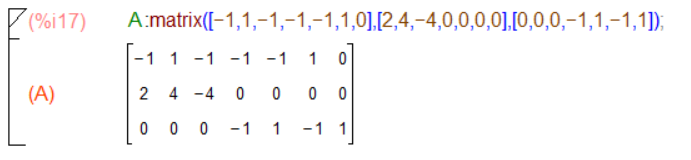 (%i17) A:matrix([−1,1,−1,−1,−1,1,0],[2,4,−4,0,0,0,0],[0,0,0,−1,1,−1,1]);
−1 1 −1 −1 −1 1 0
(A) 2 4 −4 0 0 0 0
0 0 0 −1 1 −1 1